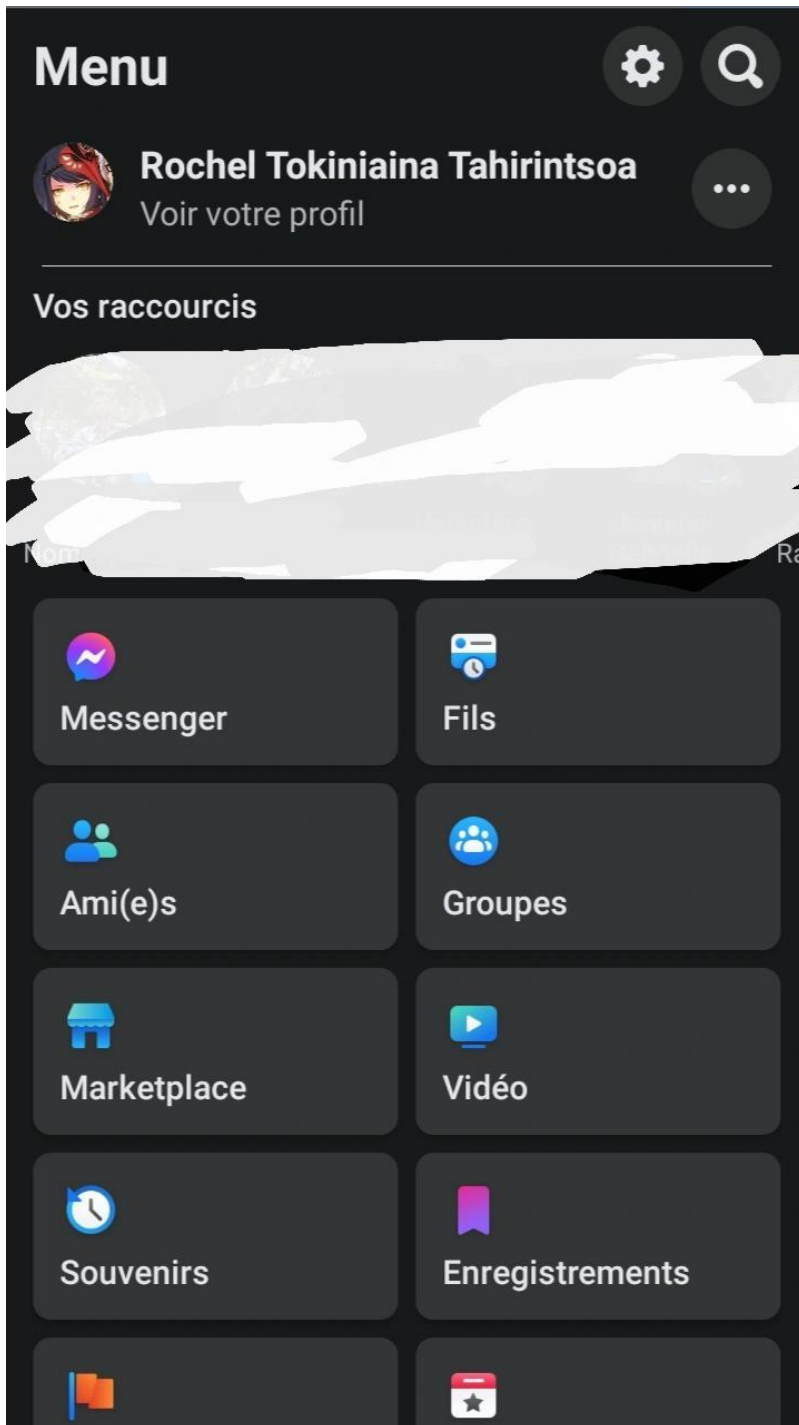 Menu
Rochel Tokiniaina Tahirintsoa
Voir votre profil
Vos raccourcis
Messenger
Fils
Ami(e)s
Groupes
Marketplace
Vidéo
Souvenirs
Enregistrements